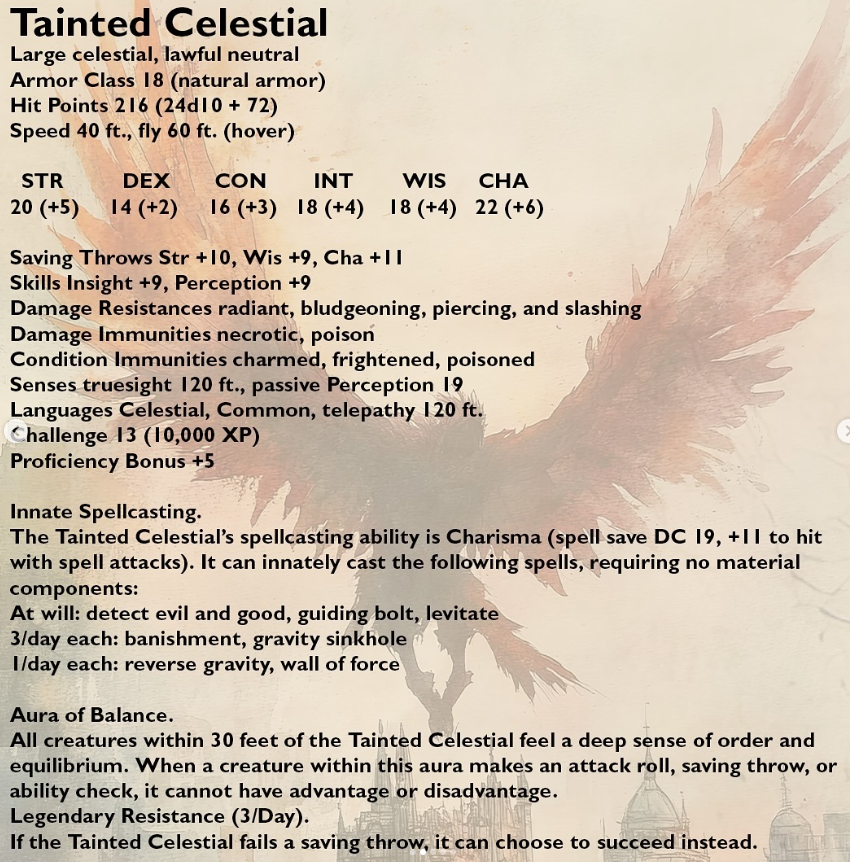 Tainted Celestial
Large celestial, lawful neutral
Armor Class 18 (natural armor)
Hit Points 216 (24d10 + 72)
Speed 40 ft., fly 60 ft. (hover)
STR DEX CON INT WIS CHA
20 (+5) 14 (+2) 16 (+3) 18 (+4) 18 (+4) 22 (+6)
Saving Throws Str +10, Wis +9, Cha +11
Skills Insight +9, Perception +9
Damage Resistances radiant, bludgeoning, piercing, and slashing
Damage Immunities necrotic, poison
Condition Immunities charmed, frightened, poisoned
Senses truesight 120 ft., passive Perception 19
Languages Celestial, Common, telepathy 120 ft.
Challenge 13 (10,000 XP)
Proficiency Bonus +5
Innate Spellcasting.
The Tainted Celestial’s spellcasting ability is Charisma (spell save DC 19, +11 to hit
with spell attacks). It can innately cast the following spells, requiring no material
components:
At will: detect evil and good, guiding bolt, levitate
3/day each: banishment, gravity sinkhole
1/day each: reverse gravity, wall of force
Aura of Balance.
All creatures within 30 feet of the Tainted Celestial feel a deep sense of order and
equilibrium. When a creature within this aura makes an attack roll, saving throw, or
ability check, it cannot have advantage or disadvantage.
Legendary Resistance (3/Day).
If the Tainted Celestial fails a saving throw, it can choose to succeed instead.